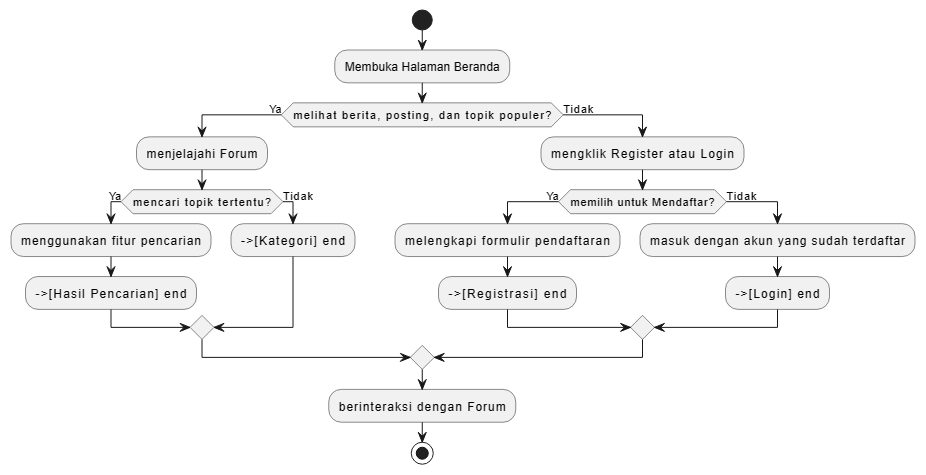 Membuka Halaman Beranda
Ya
melihat berita, posting, dan topik populer?
Tidak
menjelajahi Forum
mengklik Register atau Login
Ya
mencari topik tertentu?
Tidak
Ya
memilih untuk Mendaftar?
Tidak
menggunakan fitur pencarian
->[Kategori] end
melengkapi formulir pendaftaran
masuk dengan akun yang sudah terdaftar
->[Hasil Pencarian] end
->[Registrasi] end
->[Login] end
berinteraksi dengan Forum